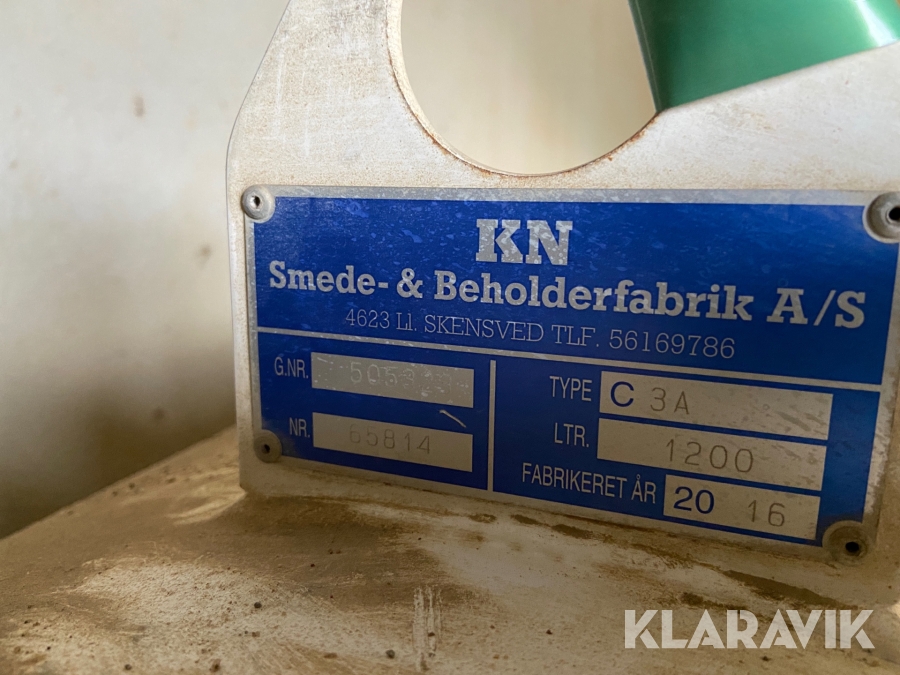 KN
Smede- & Beholderfabrik A/S
4623 Ll. SKENSVED TLF. 56169786
G.NR.
TYPE C 3A
NR. 65814
LTR. 1200
FABRIKERET ÅR 20 16
KLARAVIK